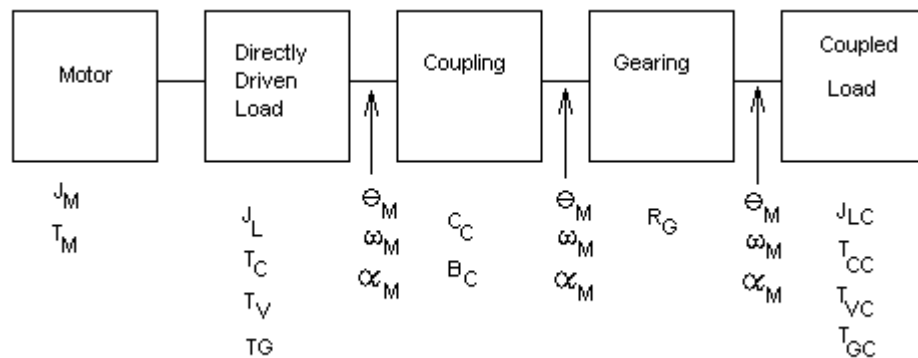 Motor
Directly
Driven
Load
Coupling
Gearing
Coupled
Load
J_M
T_M
J_L
T_C
T_V
TG
Θ_M
ω_M
α_M
C_C
B_C
Θ_M
ω_M
α_M
R_G
Θ_M
ω_M
α_M
J_LC
T_CC
T_VC
T_GC